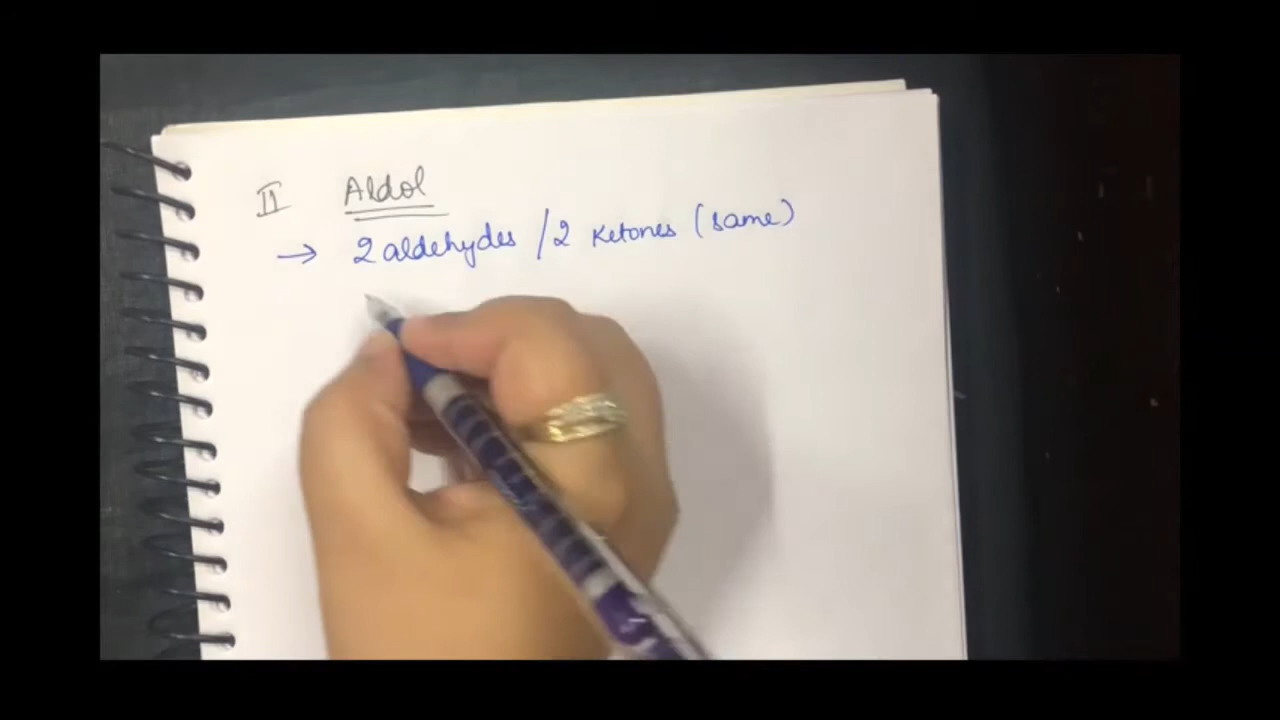 II Aldol
→ 2 aldehydes / 2 Ketones (same)